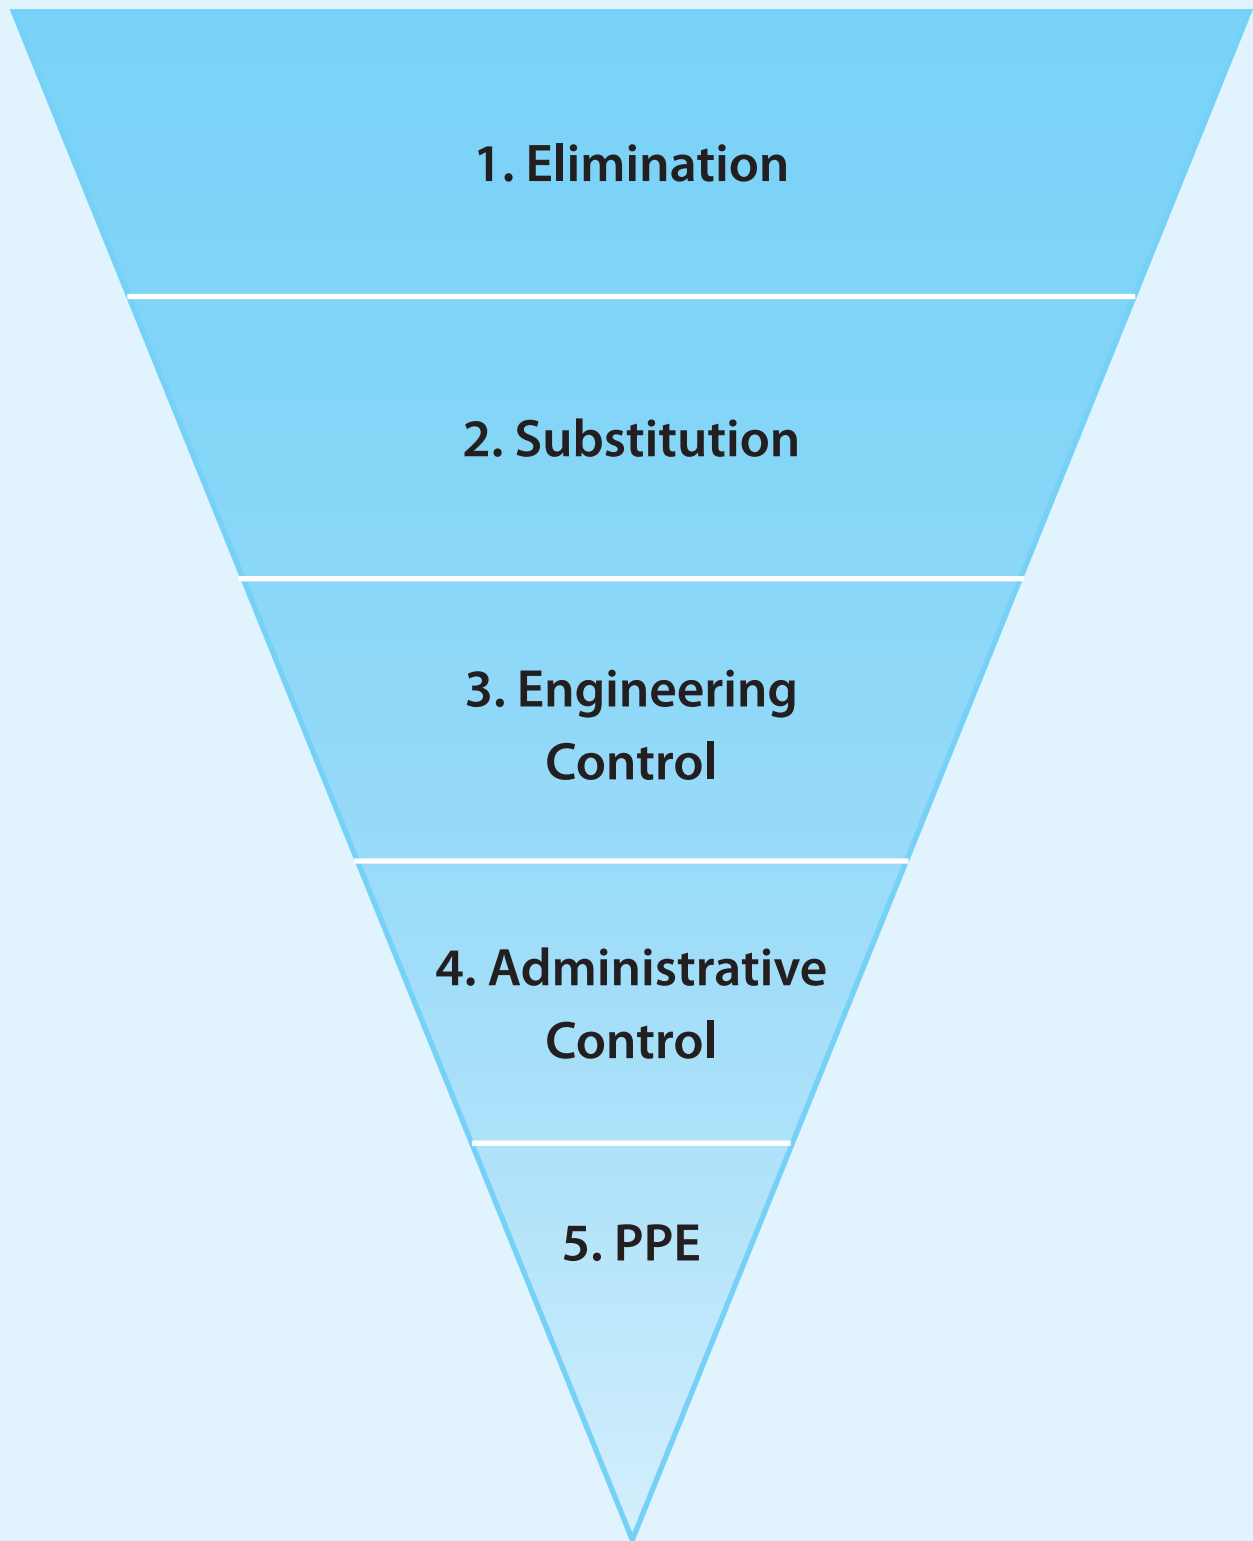 1. Elimination
2. Substitution
3. Engineering
Control
4. Administrative
Control
5. PPE